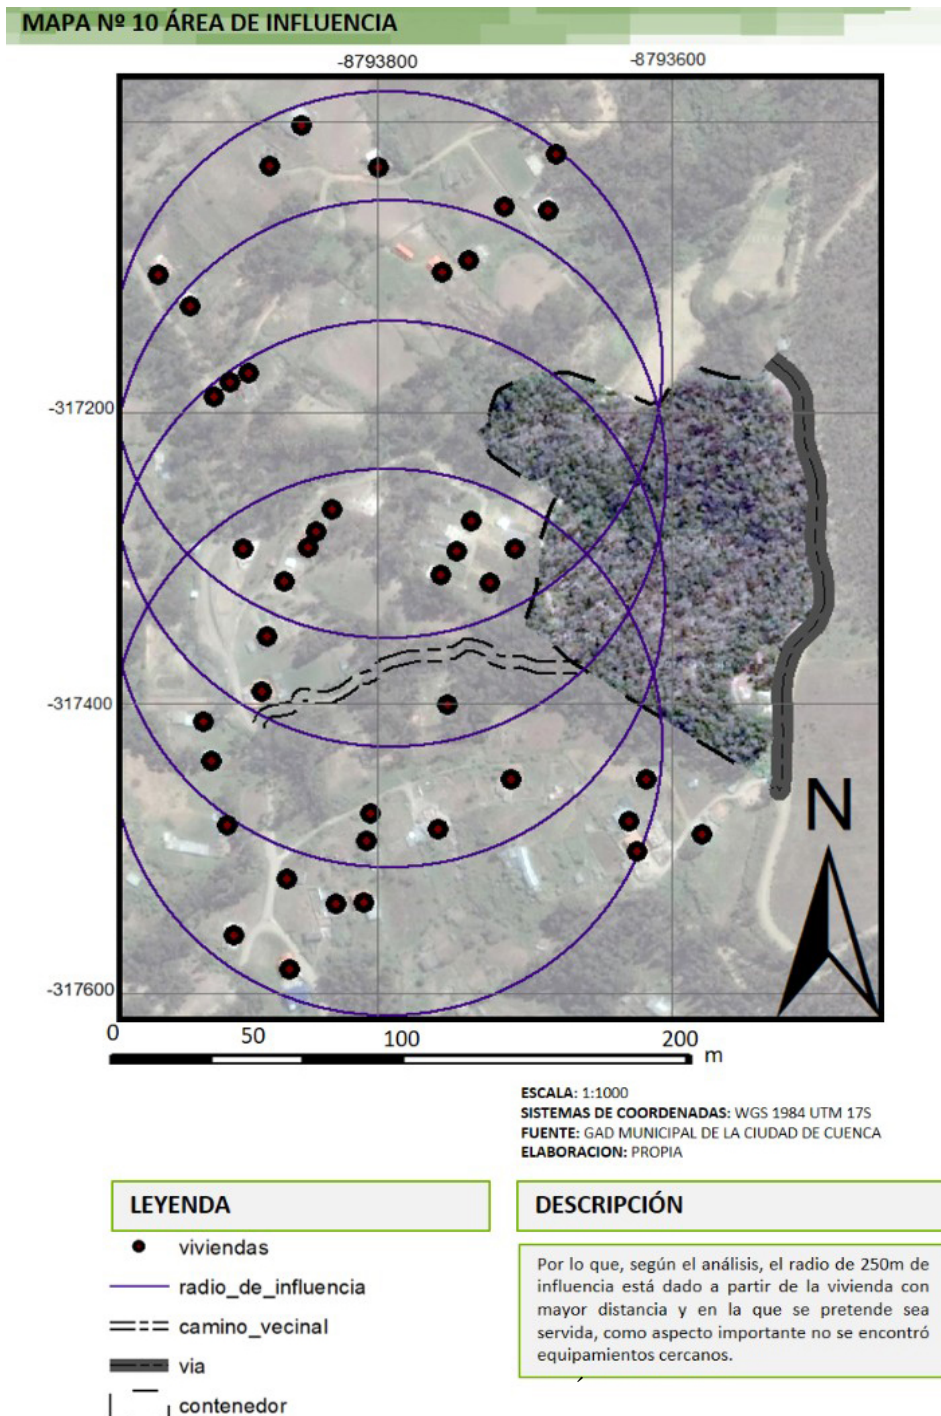 MAPA Nº 10 ÁREA DE INFLUENCIA
-8793800
-8793600
-317200
-317400
-317600
N
0
50
100
200
m
ESCALA: 1:1000
SISTEMAS DE COORDENADAS: WGS 1984 UTM 17S
FUENTE: GAD MUNICIPAL DE LA CIUDAD DE CUENCA
ELABORACION: PROPIA
LEYENDA
viviendas
radio_de_influencia
camino_vecinal
via
contenedor
DESCRIPCIÓN
Por lo que, según el análisis, el radio de 250m de
influencia está dado a partir de la vivienda con
mayor distancia y en la que se pretende sea
servida, como aspecto importante no se encontró
equipamientos cercanos.